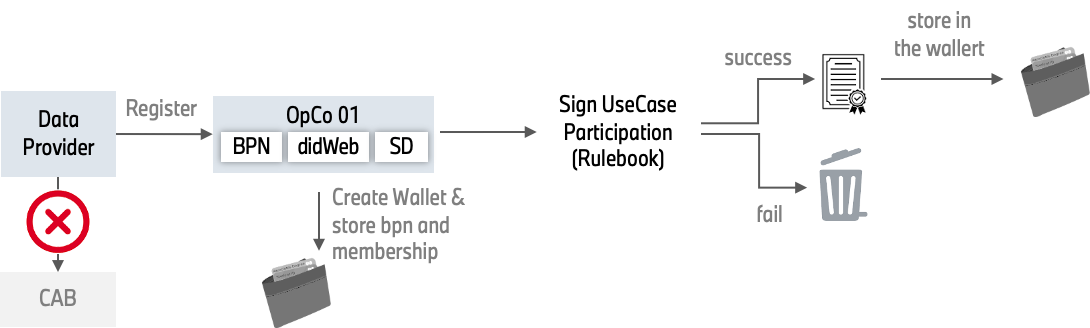 Data
Provider
Register
OpCo 01
BPN
didWeb
SD
Create Wallet &
store bpn and
membership
CAB
Sign UseCase
Participation
(Rulebook)
success
fail
store in
the wallert